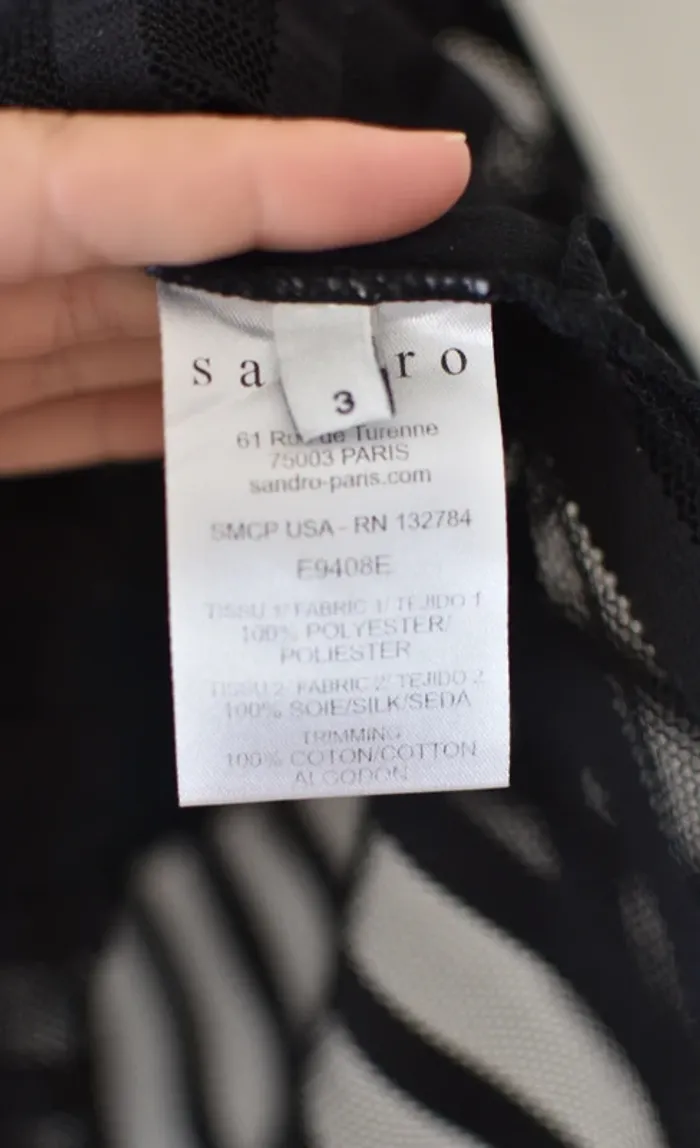 sa ro
3
61 Rue de Turenne
75003 PARIS
sandro-paris.com
SMCP USA - RN 132784
E9408E
TISSU 1/ FABRIC 1/ TEJIDO 1
100% POLYESTER/
POLIESTER
TISSU 2/ FABRIC 2/ TEJIDO 2
100% SOIE/SILK/SEDA
TRIMMING
100% COTON/COTTON
ALGODON